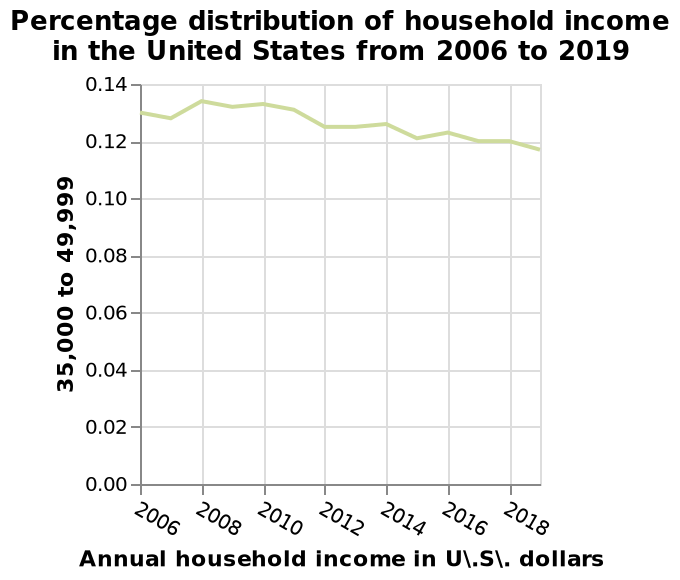 Percentage distribution of household income
in the United States from 2006 to 2019
0.14
0.12
0.10
0.08
0.06
0.04
0.02
0.00
35,000 to 49,999
2006 2008 2010 2012 2014 2016 2018
Annual household income in U\.S\. dollars